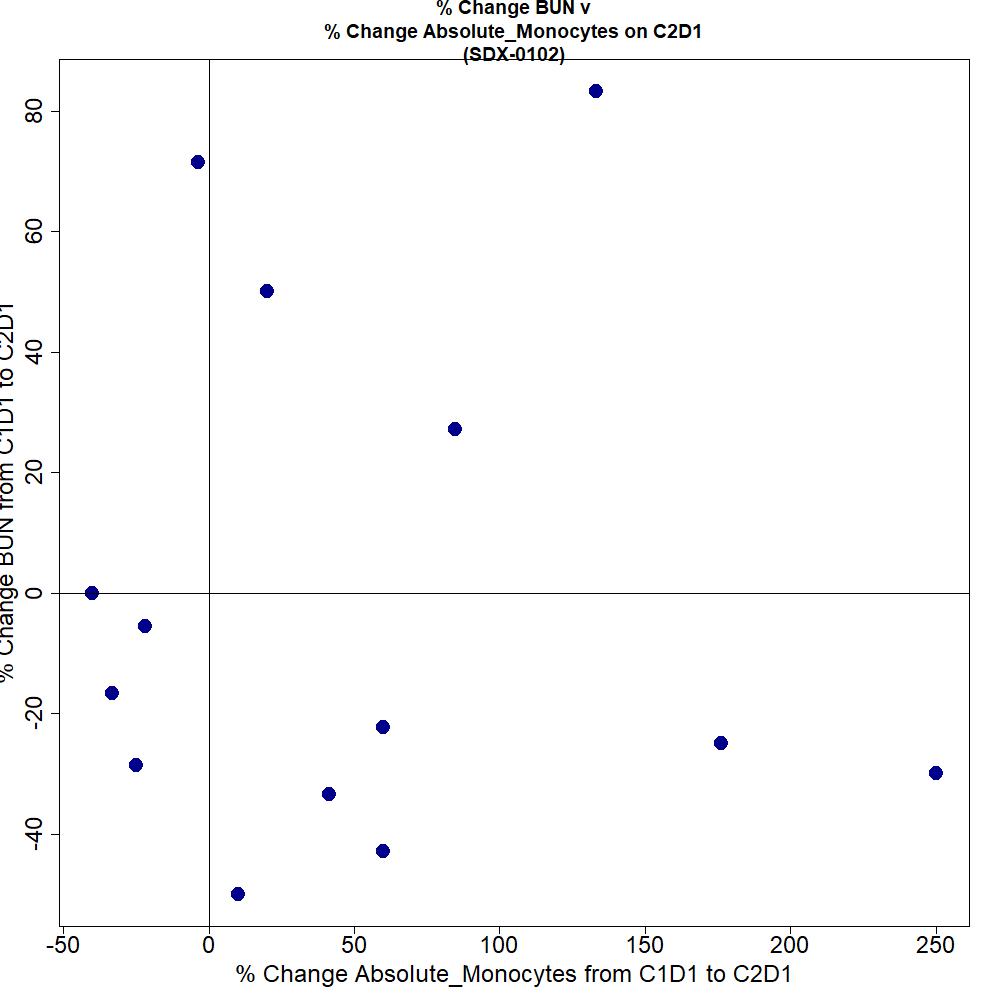 % Change BUN v
% Change Absolute_Monocytes on C2D1
(SDX-0102)
% Change BUN from C1D1 to C2D1
80
60
40
20
0
-20
-40
-50
0
50
100
150
200
250
% Change Absolute_Monocytes from C1D1 to C2D1